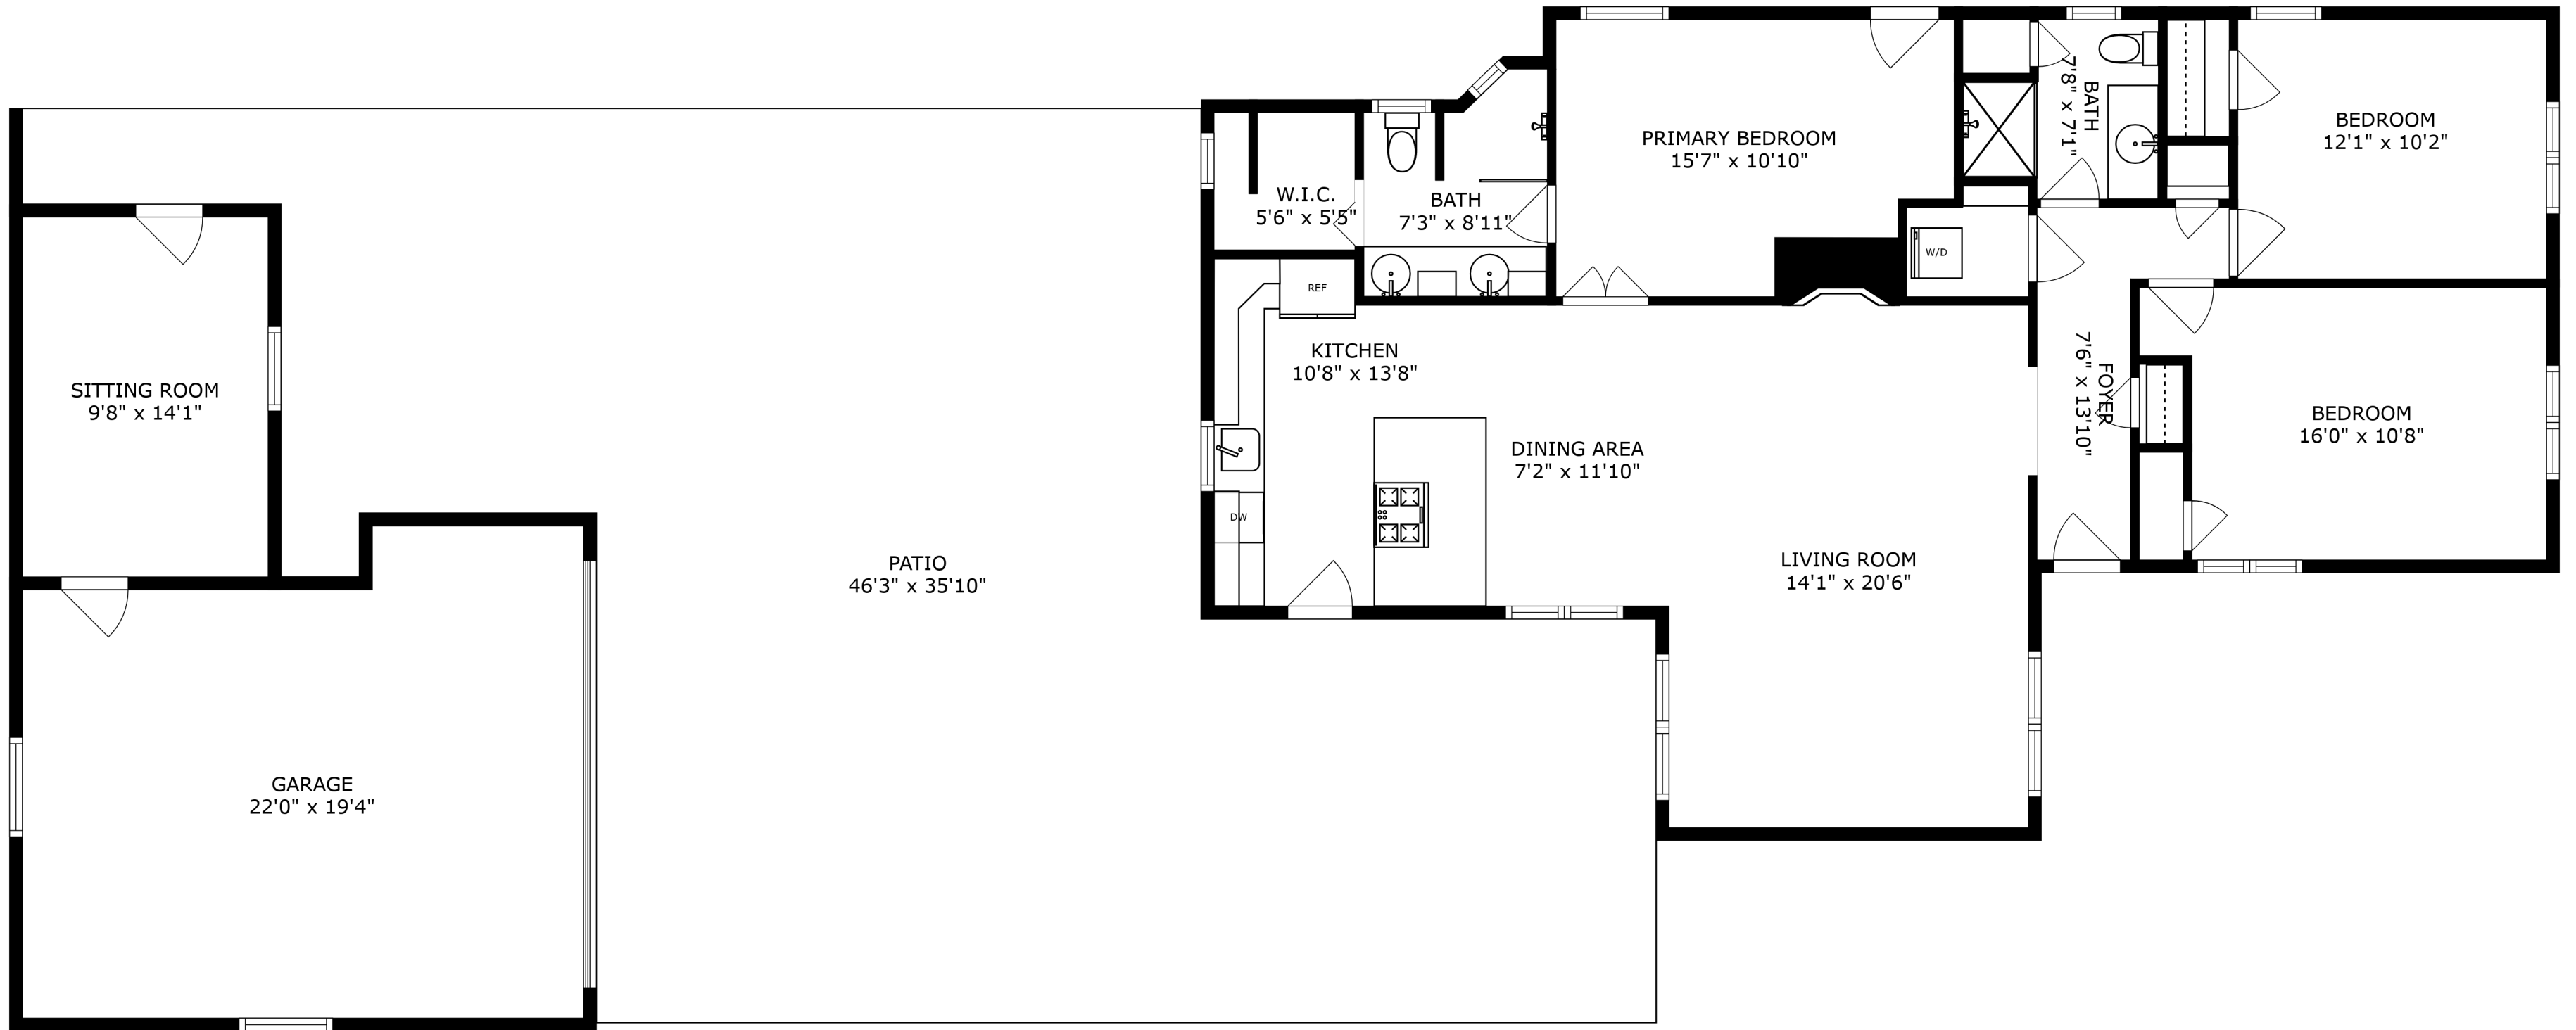 PRIMARY BEDROOM
15'7" x 10'10"
BATH
7'8" x 7'1"
BEDROOM
12'1" x 10'2"
W.I.C.
5'6" x 5'5"
BATH
7'3" x 8'11"
W/D
REF
KITCHEN
10'8" x 13'8"
FOYER
7'6" x 13'10"
SITTING ROOM
9'8" x 14'1"
BEDROOM
16'0" x 10'8"
DINING AREA
7'2" x 11'10"
DW
PATIO
46'3" x 35'10"
LIVING ROOM
14'1" x 20'6"
GARAGE
22'0" x 19'4"